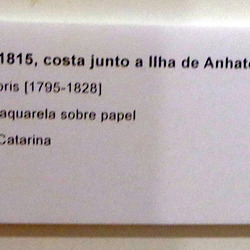 1815, costa junto a Ilha de Anhato
oris [1795-1828]
aquarela sobre papel
Catarina